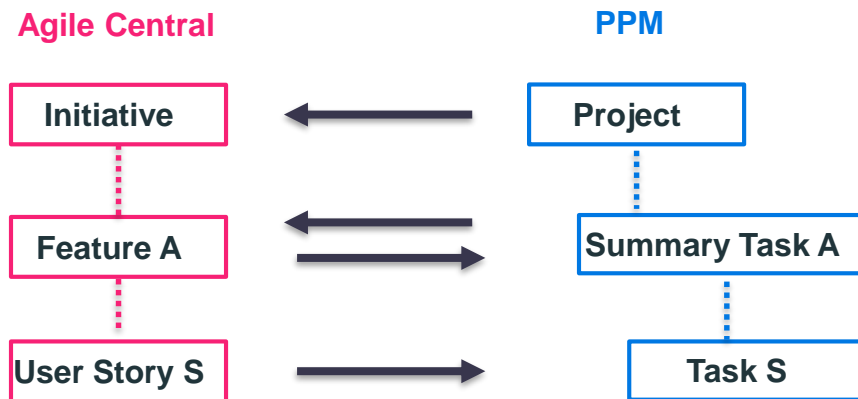 Agile Central
PPM
Initiative
Project
Feature A
Summary Task A
User Story S
Task S